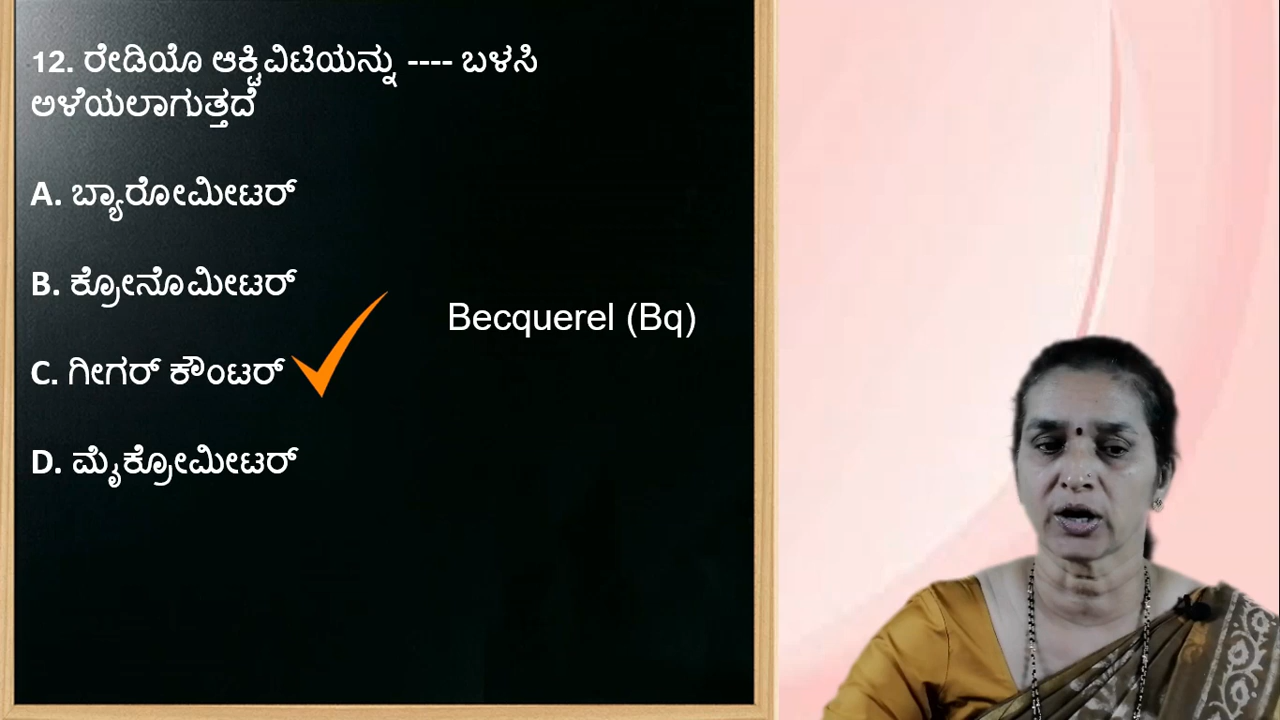 12. ರೇಡಿಯೊ ಆಕ್ಟಿವಿಟಿಯನ್ನು ---- ಬಳಸಿ
ಅಳೆಯಲಾಗುತ್ತದೆ
A. ಬ್ಯಾರೋಮೀಟರ್
B. ಕ್ರೋನೊಮೀಟರ್
Becquerel (Bq)
C. ಗೀಗರ್ ಕೌಂಟರ್
D. ಮೈಕ್ರೋಮೀಟರ್